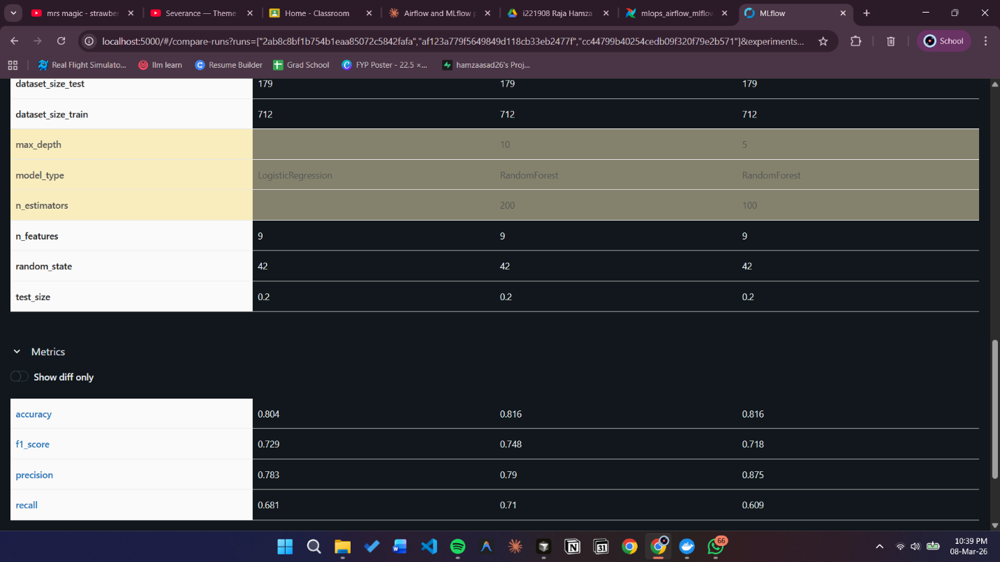 mrs magic - strawber
Severance — Theme
Home - Classroom
Airflow and MLflow p
i221908 Raja Hamza
mlops_airflow_mlflow
MLflow
localhost:5000/#/compare-runs?runs=["2ab8c8bf1b754b1eaa85072c5842fafa","af123a779f5649849d118cb33eb2477f","cc44799b40254cedb09f320f79e2b571"]&experiments...
School
Real Flight Simulato...
llm learn
Resume Builder
Grad School
FYP Poster - 22.5 ×...
hamzaasad26's Proj...
dataset_size_test 179 179 179
dataset_size_train 712 712 712
max_depth 10 5
model_type LogisticRegression RandomForest RandomForest
n_estimators 200 100
n_features 9 9 9
random_state 42 42 42
test_size 0.2 0.2 0.2
Metrics
Show diff only
accuracy 0.804 0.816 0.816
f1_score 0.729 0.748 0.718
precision 0.783 0.79 0.875
recall 0.681 0.71 0.609
66
31
10:39 PM
08-Mar-26